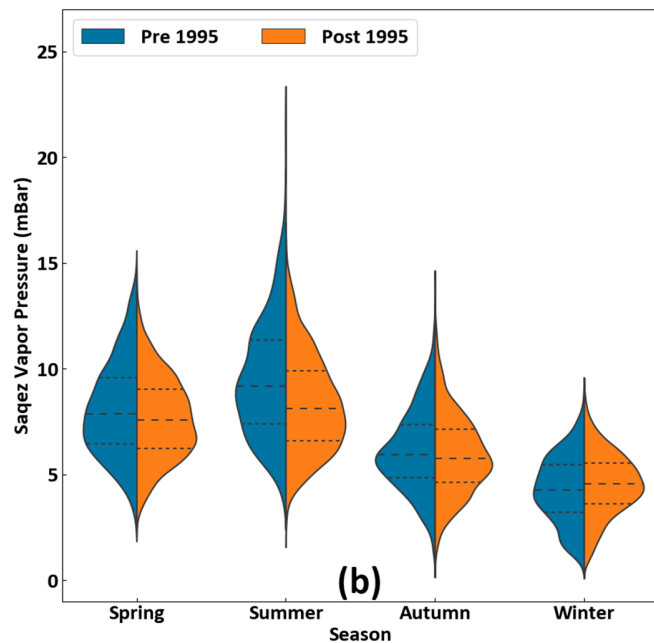 Pre 1995 Post 1995
Saqez Vapor Pressure (mBar)
25
20
15
10
5
0
(b)
Spring Summer Autumn Winter
Season